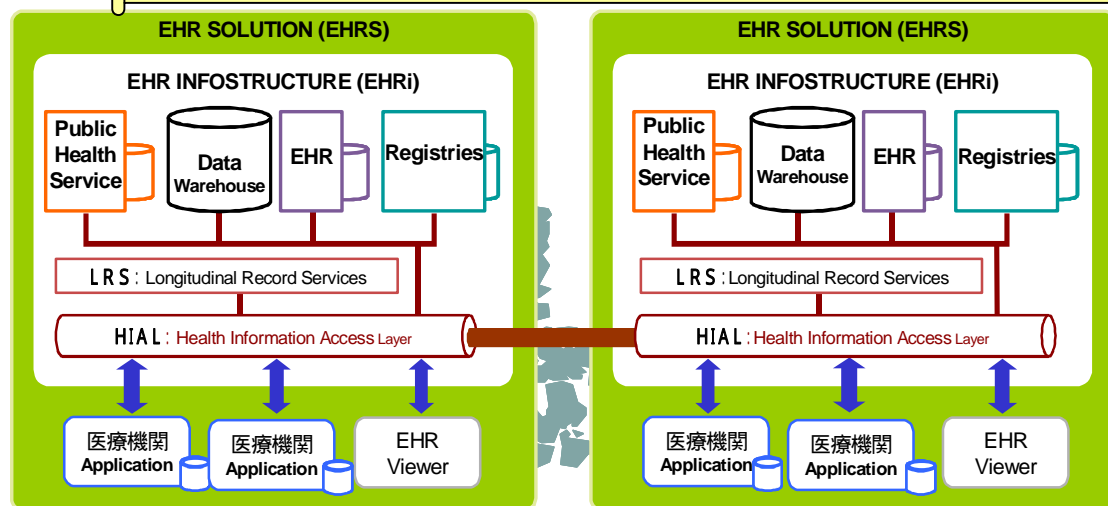 EHR SOLUTION (EHRS)
EHR INFOSTRUCTURE (EHRi)
Public
Health
Service
Data
Warehouse
EHR
Registries
LRS：Longitudinal Record Services
HIAL：Health Information Access Layer
医療機関
Application
医療機関
Application
EHR
Viewer
EHR SOLUTION (EHRS)
EHR INFOSTRUCTURE (EHRi)
Public
Health
Service
Data
Warehouse
EHR
Registries
LRS：Longitudinal Record Services
HIAL：Health Information Access Layer
医療機関
Application
医療機関
Application
EHR
Viewer